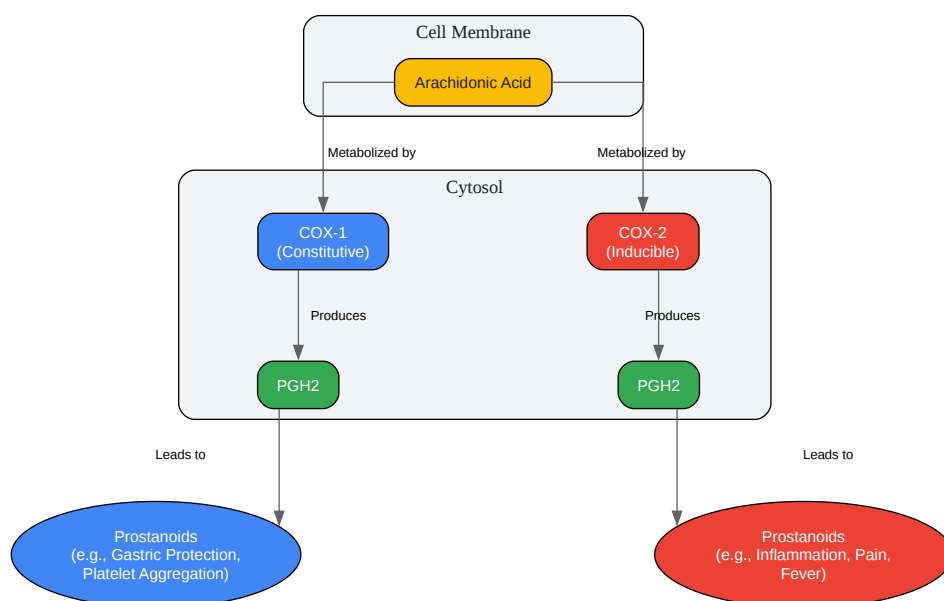 Cell Membrane
Arachidonic Acid
Metabolized by
Metabolized by
Cytosol
COX-1
(Constitutive)
COX-2
(Inducible)
Produces
Produces
PGH2
PGH2
Leads to
Leads to
Prostanoids
(e.g., Gastric Protection,
Platelet Aggregation)
Prostanoids
(e.g., Inflammation, Pain,
Fever)